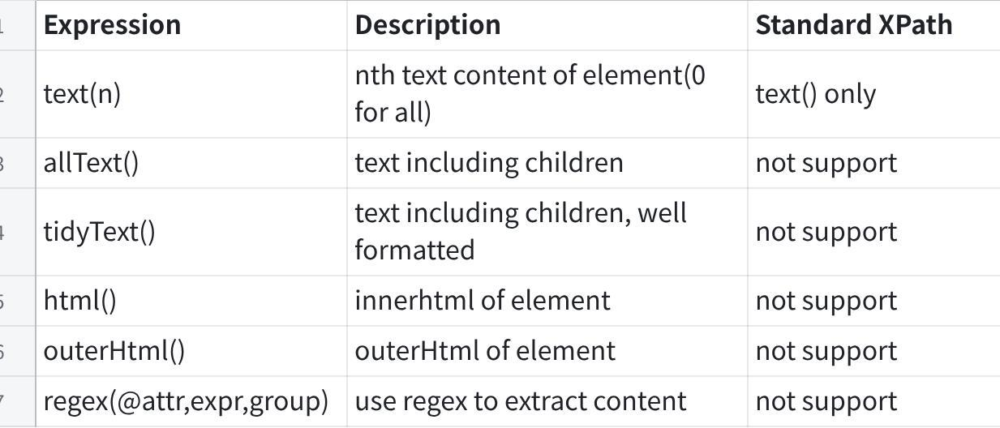 Expression Description Standard XPath
2 text(n) nth text content of element(0 for all) text() only
allText() text including children not support
4 tidyText() text including children, well formatted not support
html() innerhtml of element not support
outerHtml() outerHtml of element not support
regex(@attr,expr,group) use regex to extract content not support